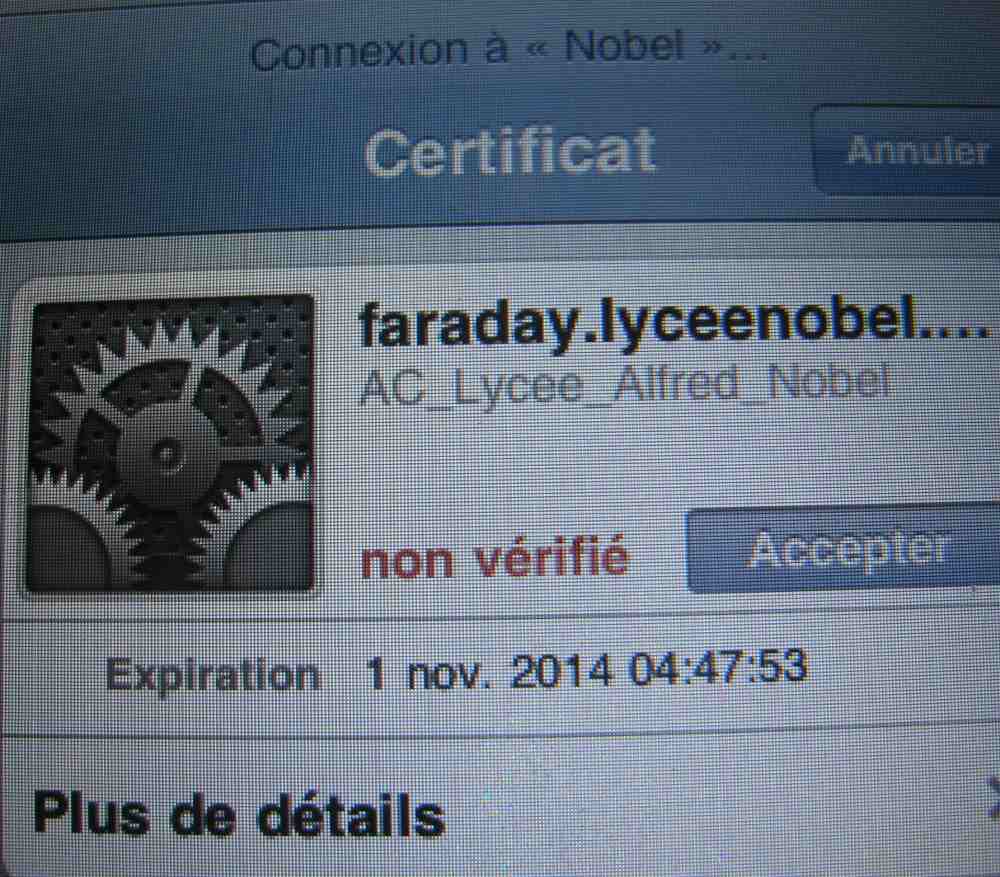 Connexion à « Nobel »...
Certificat
Annuler
faraday.lyceenobel....
AC_Lycee_Alfred_Nobel
non vérifié
Accepter
Expiration 1 nov. 2014 04:47:53
Plus de détails